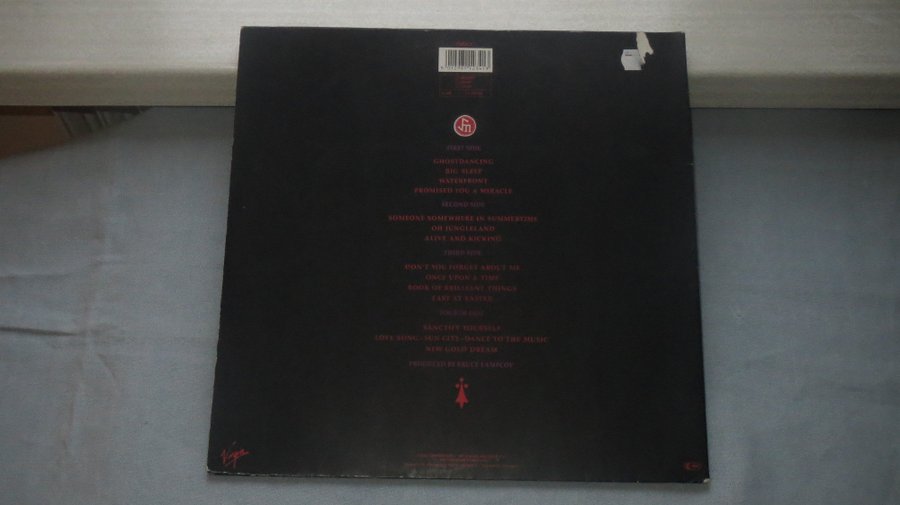 FIRST SIDE
GHOSTDANCING
BIG SLEEP
WATERFRONT
PROMISED YOU A MIRACLE
SECOND SIDE
SOMEONE SOMEWHERE IN SUMMERTIME
OH JUNGLELAND
ALIVE AND KICKING
THIRD SIDE
DON'T YOU FORGET ABOUT ME
ONCE UPON A TIME
BOOK OF BRILLIANT THINGS
EAST AT EASTER
FOURTH SIDE
SANCTIFY YOURSELF
LOVE SONG - SUN CITY - DANCE TO THE MUSIC
NEW GOLD DREAM
PRODUCED BY BRUCE LAMPCOV
Virgin